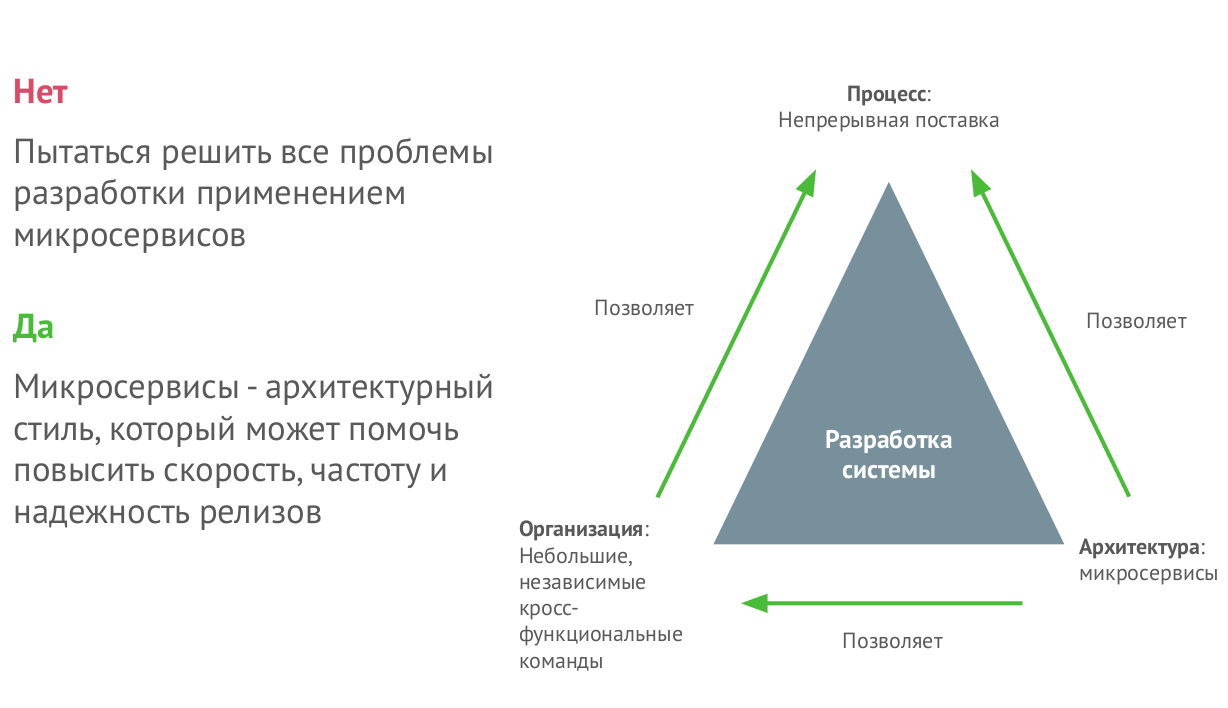 Нет
Пытаться решить все проблемы
разработки применением
микросервисов
Да
Микросервисы - архитектурный
стиль, который может помочь
повысить скорость, частоту и
надежность релизов
Процесс:
Непрерывная поставка
Позволяет
Позволяет
Разработка
системы
Организация:
Небольшие,
независимые
кросс-
функциональные
команды
Архитектура:
микросервисы
Позволяет